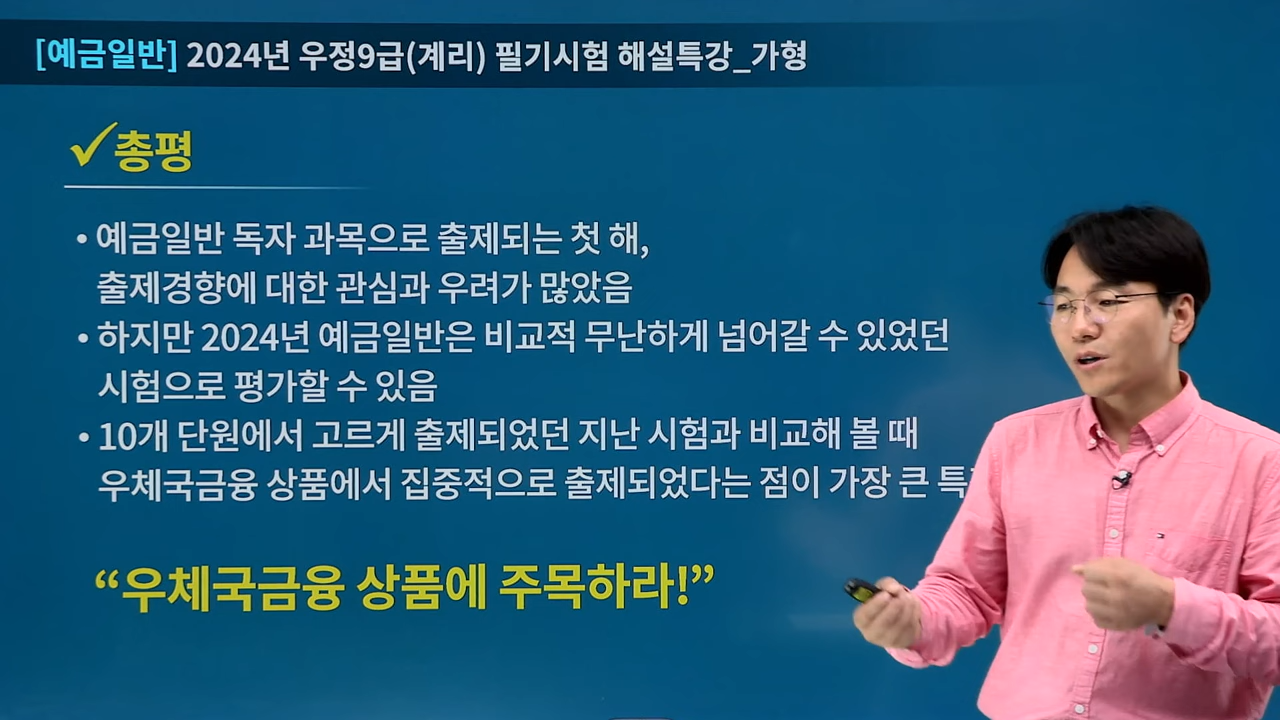 [예금일반] 2024년 우정9급(계리) 필기시험 해설특강_가형
✓총평
• 예금일반 독자 과목으로 출제되는 첫 해,
출제경향에 대한 관심과 우려가 많았음
• 하지만 2024년 예금일반은 비교적 무난하게 넘어갈 수 있었던
시험으로 평가할 수 있음
• 10개 단원에서 고르게 출제되었던 지난 시험과 비교해 볼 때
우체국금융 상품에서 집중적으로 출제되었다는 점이 가장 큰
“우체국금융 상품에 주목하라!”